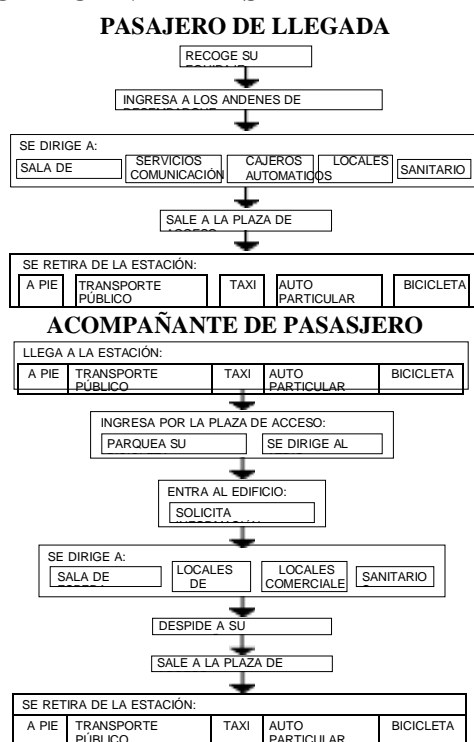 PASAJERO DE LLEGADA
RECOGE SU
INGRESA A LOS ANDENES DE
SE DIRIGE A:
SALA DE
SERVICIOS
COMUNICACIÓN
CAJEROS
AUTOMATICOS
LOCALES
SANITARIO
SALE A LA PLAZA DE
SE RETIRA DE LA ESTACIÓN:
A PIE
TRANSPORTE
PÚBLICO
TAXI
AUTO
PARTICULAR
BICICLETA
ACOMPAÑANTE DE PASASJERO
LLEGA A LA ESTACIÓN:
A PIE
TRANSPORTE
PÚBLICO
TAXI
AUTO
PARTICULAR
BICICLETA
INGRESA POR LA PLAZA DE ACCESO:
PARQUEA SU
SE DIRIGE AL
ENTRA AL EDIFICIO:
SOLICITA
SE DIRIGE A:
SALA DE
LOCALES
DE
LOCALES
COMERCIALE
SANITARIO
DESPIDE A SU
SALE A LA PLAZA DE
SE RETIRA DE LA ESTACIÓN:
A PIE
TRANSPORTE
PÚBLICO
TAXI
AUTO
PARTICULAR
BICICLETA